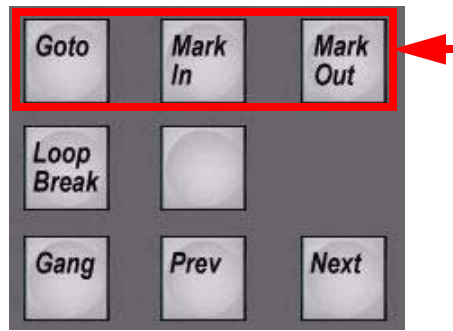 Goto Mark Mark
In Out
Loop
Break
Gang Prev Next